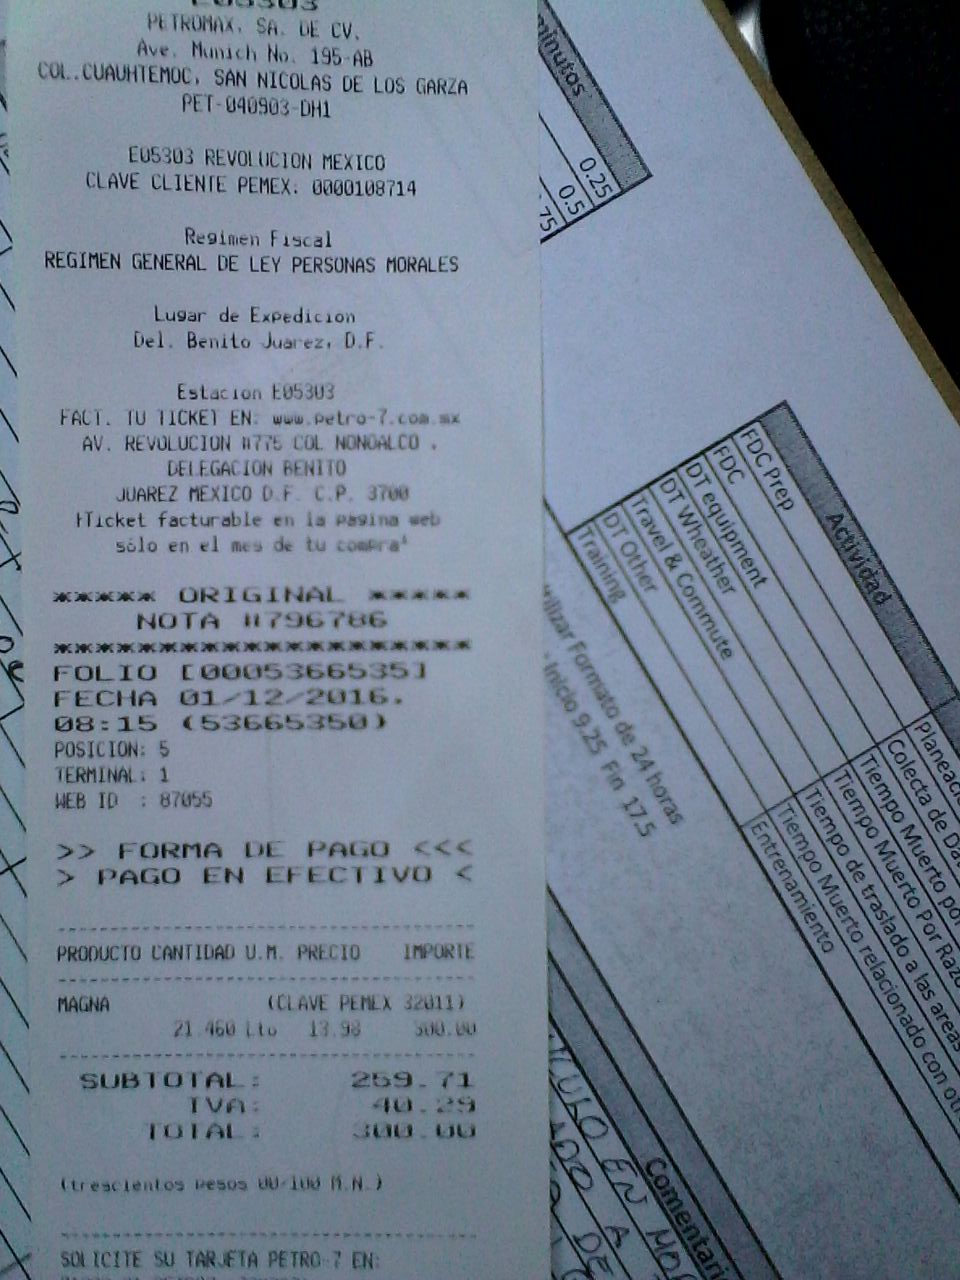 E05303
PETROMAX, SA. DE CV.
Ave. Munich No. 195-AB
COL.CUAUHTEMOC, SAN NICOLAS DE LOS GARZA
PET-040903-DH1
E05303 REVOLUCION MEXICO
CLAVE CLIENTE PEMEX: 0000108714
Regimen Fiscal
REGIMEN GENERAL DE LEY PERSONAS MORALES
Lugar de Expedicion
Del. Benito Juarez, D.F.
Estacion E05303
FACT. TU TICKET EN: www.petro-7.com.mx
AV. REVOLUCION #775 COL NONOALCO .
DELEGACION BENITO
JUAREZ MEXICO D.F. C.P. 3700
Ticket facturable en la pagina web
sólo en el mes de tu compra
***** ORIGINAL *****
NOTA #796786
********************
FOLIO [0005366535]
FECHA 01/12/2016.
08:15 (53665350)
POSICION: 5
TERMINAL: 1
WEB ID : 87055
>> FORMA DE PAGO <<<
> PAGO EN EFECTIVO <
PRODUCTO CANTIDAD U.M. PRECIO IMPORTE
MAGNA (CLAVE PEMEX 32011)
21.460 Lto 13.98 300.00
SUBTOTAL: 259.71
IVA: 40.29
TOTAL: 300.00
(trescientos pesos 00/100 M.N.)
SOLICITE SU TARJETA PETRO-7 EN:
minutos
0.25
0.5
.75
Actividad
FDC Prep Planeac
FDC Colecta de Da
DT equipment Tiempo Muerto por
DT Wheather Tiempo Muerto Por Razo
Travel & Commute Tiempo de traslado a las areas
DT Other Tiempo Muerto relacionado con otr
Training Entrenamiento
ilizar Formato de 24 horas
Inicio 9.25 Fin 17.5
Comentari
CULO EN MO
ADO A
DE